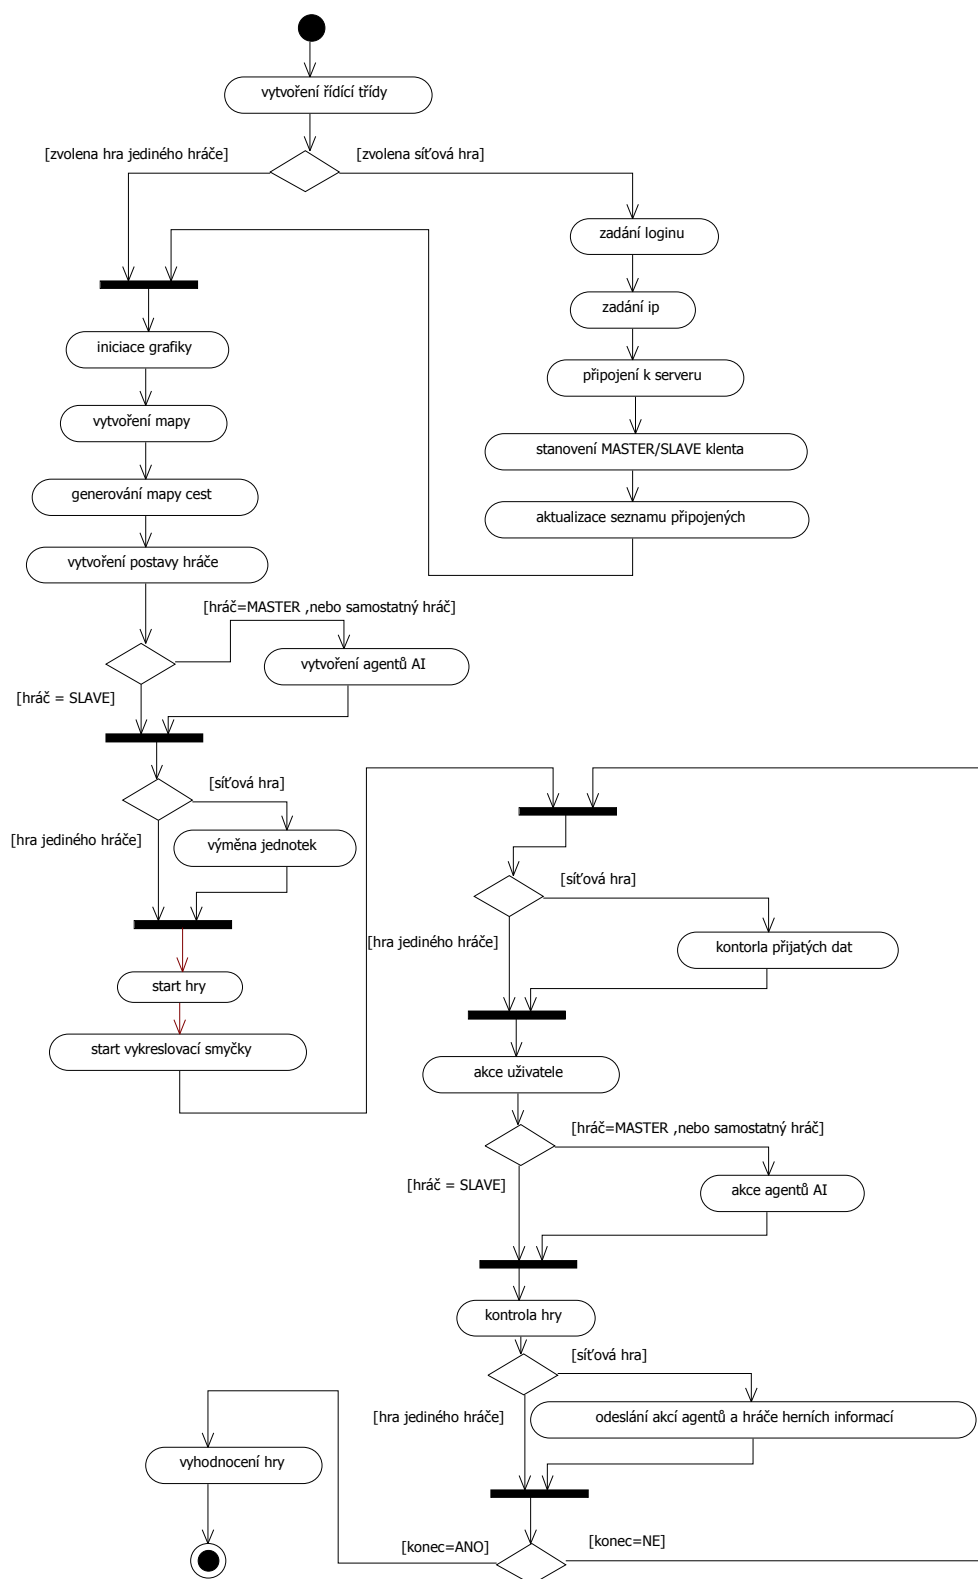 vytvoření řídící třídy
[zvolena hra jediného hráče]
[zvolena síťová hra]
zadání loginu
zadání ip
připojení k serveru
stanovení MASTER/SLAVE klenta
aktualizace seznamu připojených
iniciace grafiky
vytvoření mapy
generování mapy cest
vytvoření postavy hráče
[hráč=MASTER ,nebo samostatný hráč]
vytvoření agentů AI
[hráč = SLAVE]
[síťová hra]
[hra jediného hráče]
výměna jednotek
start hry
start vykreslovací smyčky
[síťová hra]
[hra jediného hráče]
kontorla přijatých dat
akce uživatele
[hráč=MASTER ,nebo samostatný hráč]
[hráč = SLAVE]
akce agentů AI
kontrola hry
[síťová hra]
[hra jediného hráče]
odeslání akcí agentů a hráče herních informací
vyhodnocení hry
[konec=ANO]
[konec=NE]